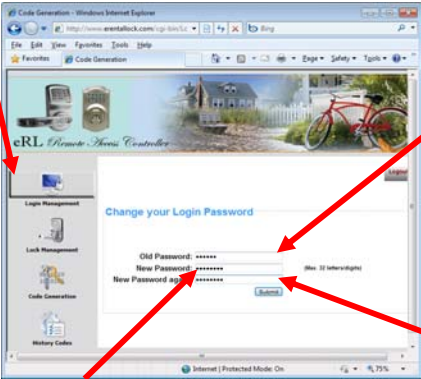 Code Generation - Windows Internet Explorer
http://www.erentallock.com/cgi-bin/Lc
Bing
File Edit View Favorites Tools Help
Favorites
Code Generation
Page Safety Tools
eRL Remote Access Controller
Logout
Login Management
Change your Login Password
Lock Management
Old Password: ••••••
New Password: ••••••••
(Max. 32 letters/digits)
New Password again:
••••••••
Submit
Code Generation
History Codes
Internet | Protected Mode: On
75%